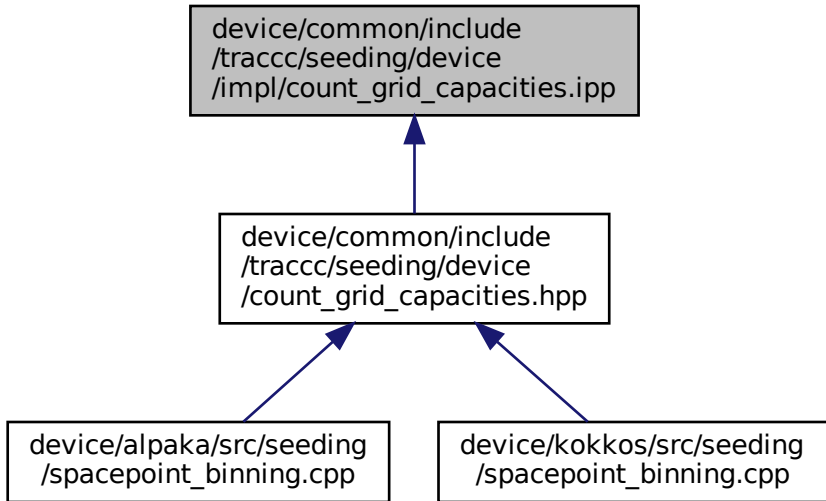 device/common/include
/traccc/seeding/device
/impl/count_grid_capacities.ipp
device/common/include
/traccc/seeding/device
/count_grid_capacities.hpp
device/alpaka/src/seeding
/spacepoint_binning.cpp
device/kokkos/src/seeding
/spacepoint_binning.cpp